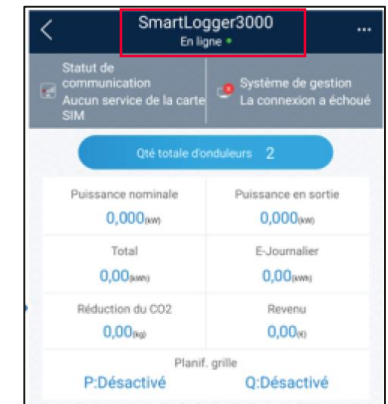 SmartLogger3000
En ligne
Statut de
communication
Aucun service de la carte
SIM
Système de gestion
La connexion a échoué
Qté totale d'onduleurs 2
Puissance nominale
Puissance en sortie
0,000(kW)
0,000(kW)
Total
E-Journalier
0,00(kWh)
0,00(kWh)
Réduction du CO2
Revenu
0,00(kg)
0,00(€)
Planif. grille
P:Désactivé
Q:Désactivé